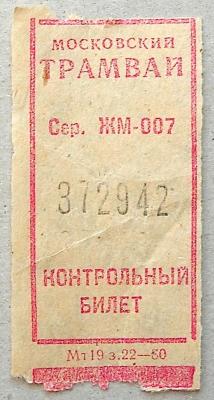 МОСКОВСКИЙ
ТРАМВАЙ
Сер. ЖМ-007
372942
КОНТРОЛЬНЫЙ
БИЛЕТ
Мт19 з.22—60